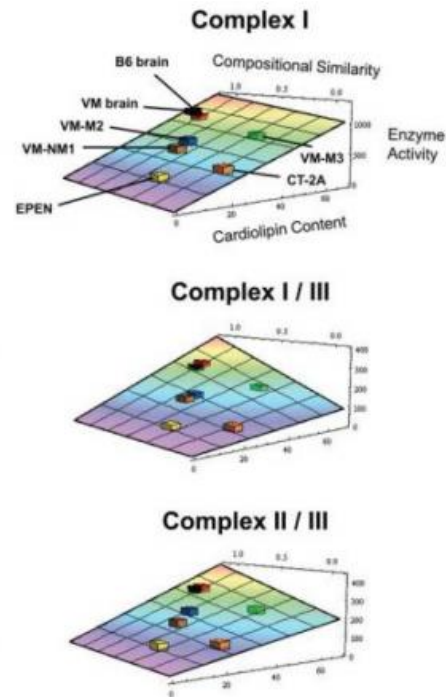 Complex I
B6 brain
Compositional Similarity
VM brain
1.0 0.5 0.0
VM-M2
1000
Enzyme
Activity
VM-NM1
500
VM-M3
0
CT-2A
EPEN
0 20 40 60
Cardiolipin Content
Complex I / III
1.0 0.5 0.0
400
300
200
100
0
0 20 40 60
Complex II / III
1.0 0.5 0.0
400
300
200
100
0
0 20 40 60